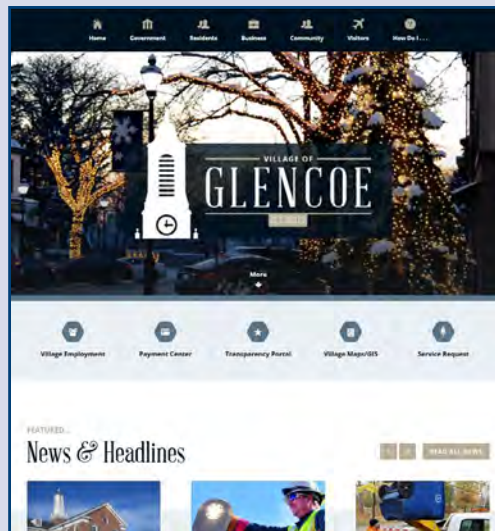 Home Government Residents Business Community Visitors How Do I . . .
VILLAGE OF
GLENCOE
More
Village Employment Payment Center Transparency Portal Village Maps/GIS Service Request
FEATURED...
News & Headlines
READ ALL NEWS